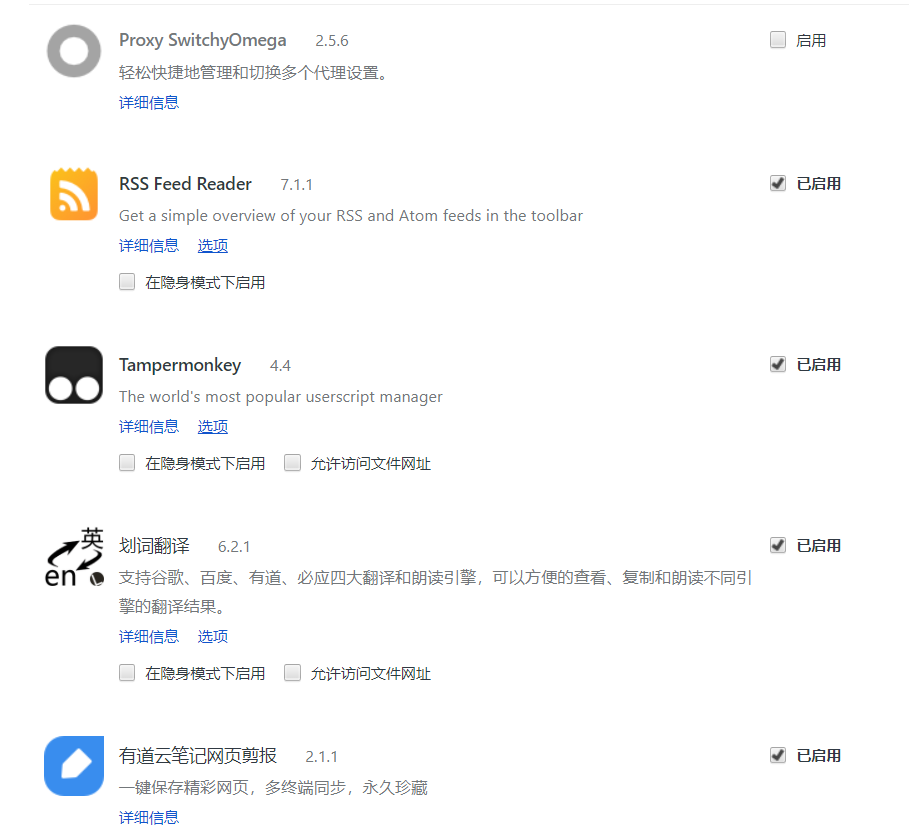 Proxy SwitchyOmega 2.5.6 启用
轻松快捷地管理和切换多个代理设置。
详细信息
RSS Feed Reader 7.1.1 已启用
Get a simple overview of your RSS and Atom feeds in the toolbar
详细信息 选项
在隐身模式下启用
Tampermonkey 4.4 已启用
The world's most popular userscript manager
详细信息 选项
在隐身模式下启用 允许访问文件网址
英
en
划词翻译 6.2.1 已启用
支持谷歌、百度、有道、必应四大翻译和朗读引擎，可以方便的查看、复制和朗读不同引
擎的翻译结果。
详细信息 选项
在隐身模式下启用 允许访问文件网址
有道云笔记网页剪报 2.1.1 已启用
一键保存精彩网页，多终端同步，永久珍藏
详细信息